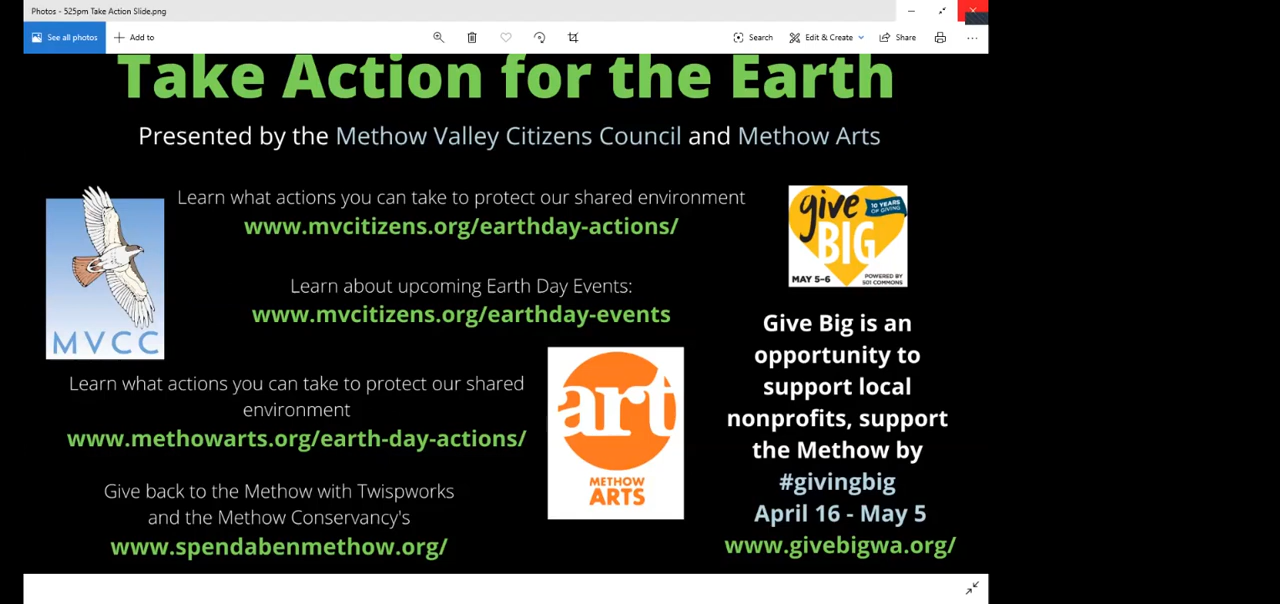 Photos - 525pm Take Action Slide.png
See all photos
Add to
Search
Edit & Create
Share
Take Action for the Earth
Presented by the Methow Valley Citizens Council and Methow Arts
Learn what actions you can take to protect our shared environment
www.mvcitizens.org/earthday-actions/
Learn about upcoming Earth Day Events:
www.mvcitizens.org/earthday-events
MVCC
Learn what actions you can take to protect our shared
environment
www.methowarts.org/earth-day-actions/
Give back to the Methow with Twispworks
and the Methow Conservancy's
www.spendabenmethow.org/
art
METHOW
ARTS
give
10 YEARS
OF GIVING
BIG
MAY 5-6
POWERED BY
501 COMMONS
Give Big is an
opportunity to
support local
nonprofits, support
the Methow by
#givingbig
April 16 - May 5
www.givebigwa.org/